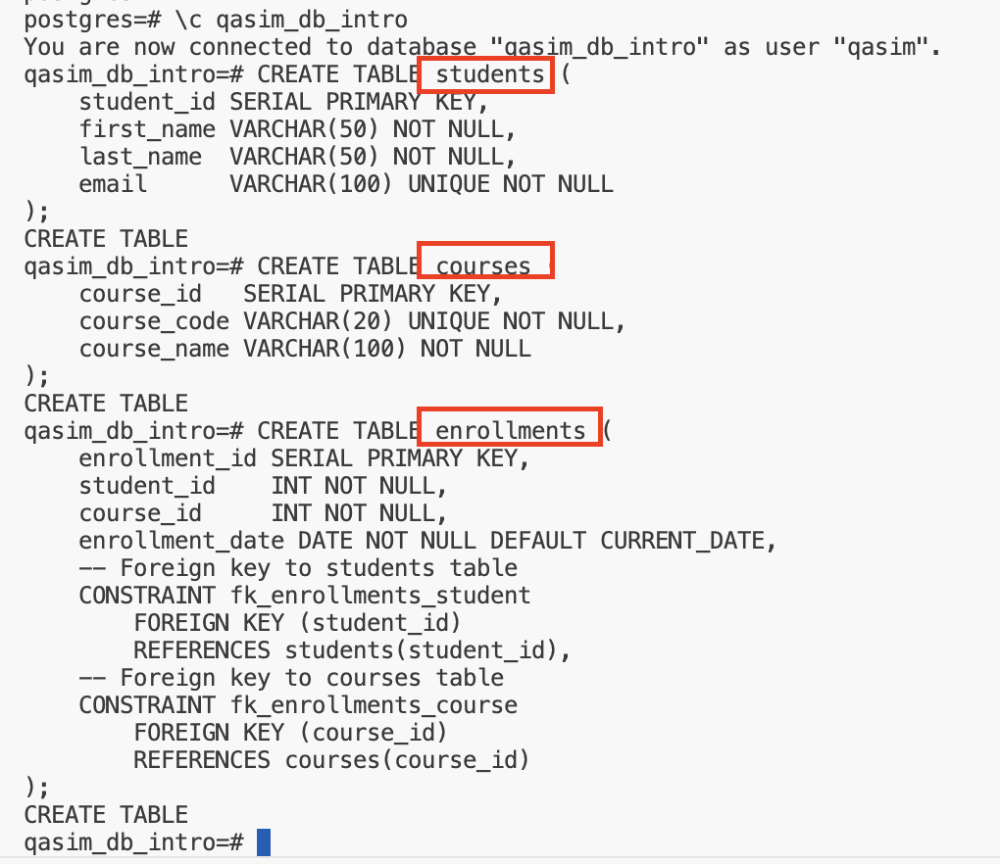 postgres=# \c qasim_db_intro
You are now connected to database "qasim_db_intro" as user "qasim".
qasim_db_intro=# CREATE TABLE students (
    student_id SERIAL PRIMARY KEY,
    first_name VARCHAR(50) NOT NULL,
    last_name  VARCHAR(50) NOT NULL,
    email      VARCHAR(100) UNIQUE NOT NULL
);
CREATE TABLE
qasim_db_intro=# CREATE TABLE courses (
    course_id   SERIAL PRIMARY KEY,
    course_code VARCHAR(20) UNIQUE NOT NULL,
    course_name VARCHAR(100) NOT NULL
);
CREATE TABLE
qasim_db_intro=# CREATE TABLE enrollments (
    enrollment_id SERIAL PRIMARY KEY,
    student_id    INT NOT NULL,
    course_id     INT NOT NULL,
    enrollment_date DATE NOT NULL DEFAULT CURRENT_DATE,
    -- Foreign key to students table
    CONSTRAINT fk_enrollments_student
        FOREIGN KEY (student_id)
        REFERENCES students(student_id),
    -- Foreign key to courses table
    CONSTRAINT fk_enrollments_course
        FOREIGN KEY (course_id)
        REFERENCES courses(course_id)
);
CREATE TABLE
qasim_db_intro=#